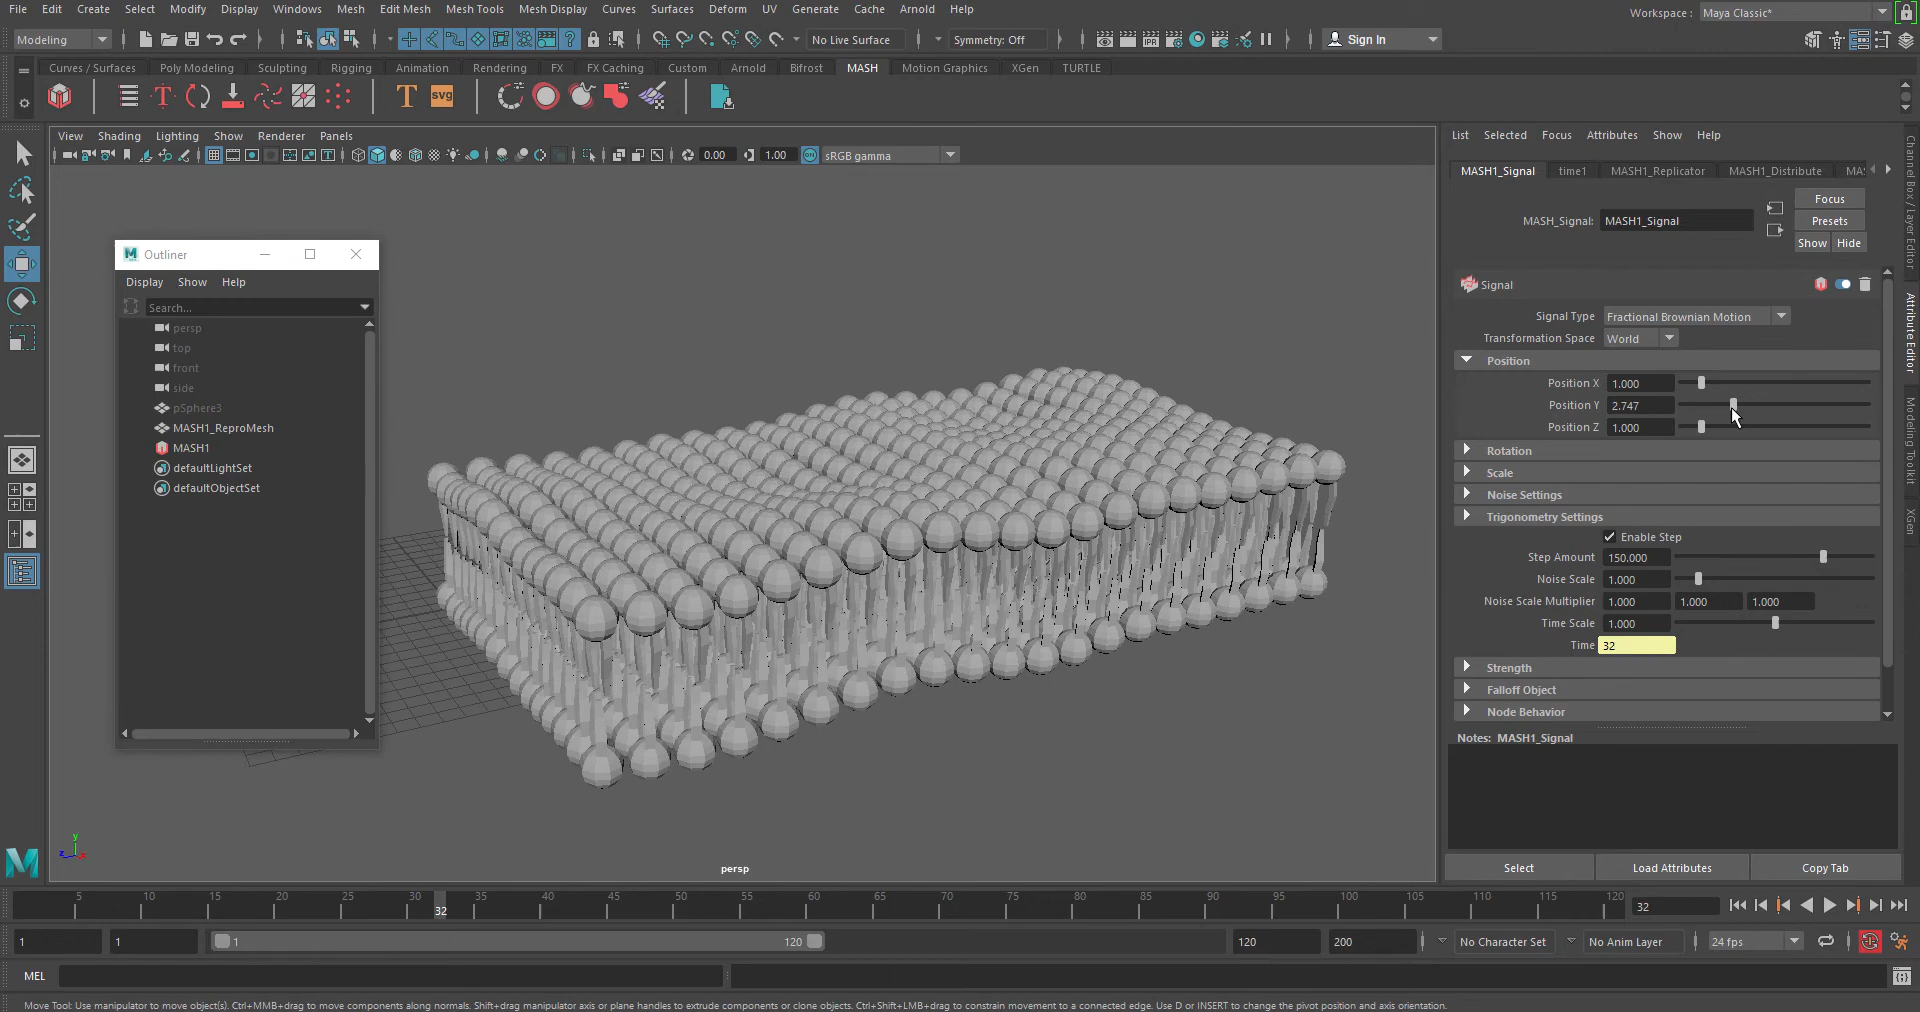 File Edit Create Select Modify Display Windows Mesh Edit Mesh Mesh Tools Mesh Display Curves Surfaces Deform UV Generate Cache Arnold Help
Workspace : Maya Classic*
Modeling No Live Surface Symmetry: Off IPR Sign In
Curves / Surfaces Poly Modeling Sculpting Rigging Animation Rendering FX FX Caching Custom Arnold Bifrost MASH Motion Graphics XGen TURTLE
T T svg
View Shading Lighting Show Renderer Panels
0.00 1.00 ON sRGB gamma
List Selected Focus Attributes Show Help
MASH1_Signal time1 MASH1_Replicator MASH1_Distribute MA
Focus
MASH_Signal: MASH1_Signal Presets
Show Hide
Signal
Signal Type Fractional Brownian Motion
Transformation Space World
Position
Position X 1.000
Position Y 2.747
Position Z 1.000
Rotation
Scale
Noise Settings
Trigonometry Settings
Enable Step
Step Amount 150.000
Noise Scale 1.000
Noise Scale Multiplier 1.000 1.000 1.000
Time Scale 1.000
Time 32
Strength
Falloff Object
Node Behavior
Notes: MASH1_Signal
Select Load Attributes Copy Tab
Channel Box / Layer Editor
Attribute Editor
Modeling Toolkit
XGen
M Outliner
Display Show Help
Search...
persp
top
front
side
pSphere3
MASH1_ReproMesh
MASH1
defaultLightSet
defaultObjectSet
y
z x
persp
M
5 10 15 20 25 30 35 40 45 50 55 60 65 70 75 80 85 90 95 100 105 110 115 120
32 32
1 1 1 120 120 200 No Character Set No Anim Layer 24 fps
MEL
Move Tool: Use manipulator to move object(s). Ctrl+MMB+drag to move components along normals. Shift+drag manipulator axis or plane handles to extrude components or clone objects. Ctrl+Shift+LMB+drag to constrain movement to a connected edge. Use D or INSERT to change the pivot position and axis orientation.